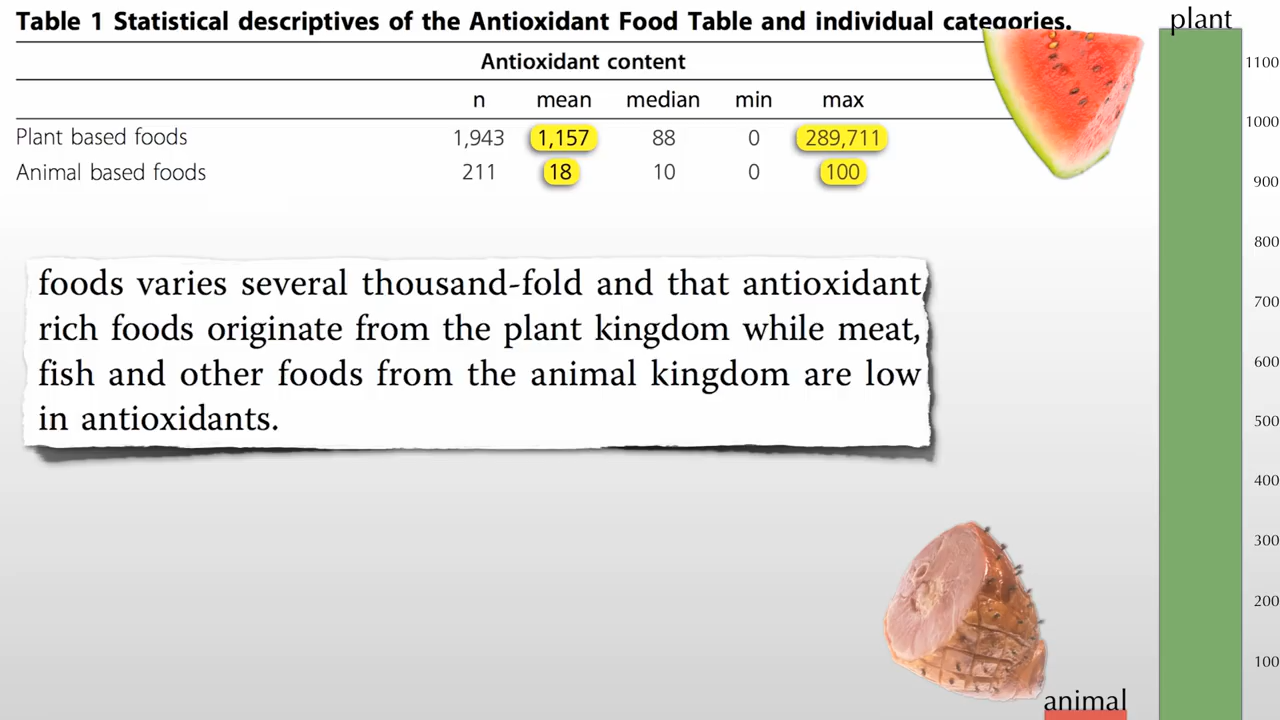 Table 1 Statistical descriptives of the Antioxidant Food Table and individual categories.
Antioxidant content
n mean median min max
Plant based foods 1,943 1,157 88 0 289,711
Animal based foods 211 18 10 0 100
foods varies several thousand-fold and that antioxidant
rich foods originate from the plant kingdom while meat,
fish and other foods from the animal kingdom are low
in antioxidants.
plant
1100
1000
900
800
700
600
500
400
300
200
100
animal